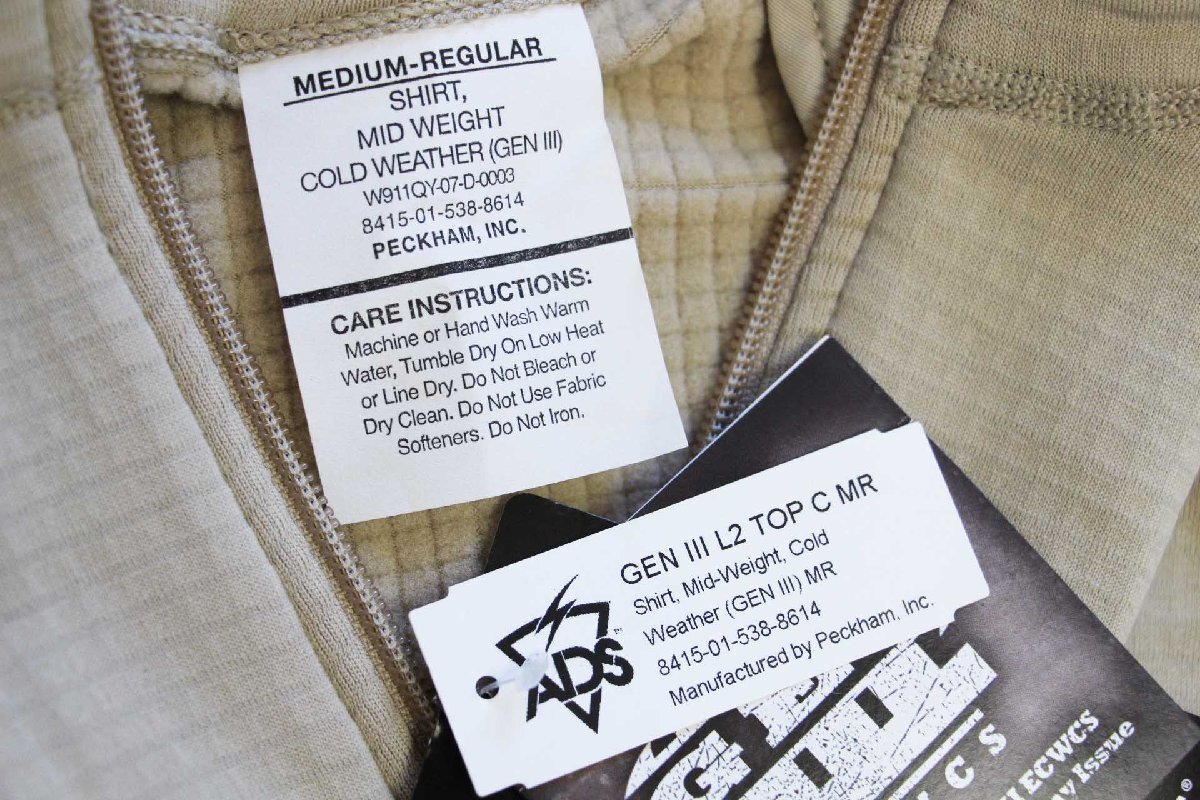 MEDIUM-REGULAR
SHIRT,
MID WEIGHT
COLD WEATHER (GEN III)
W911QY-07-D-0003
8415-01-538-8614
PECKHAM, INC.
CARE INSTRUCTIONS:
Machine or Hand Wash Warm
Water, Tumble Dry On Low Heat
or Line Dry. Do Not Bleach or
Dry Clean. Do Not Use Fabric
Softeners. Do Not Iron.
GEN III L2 TOP C MR
Shirt, Mid-Weight, Cold
Weather (GEN III) MR
8415-01-538-8614
Manufactured by Peckham, Inc.
ADS™
CS
ECWCS
Issue
®